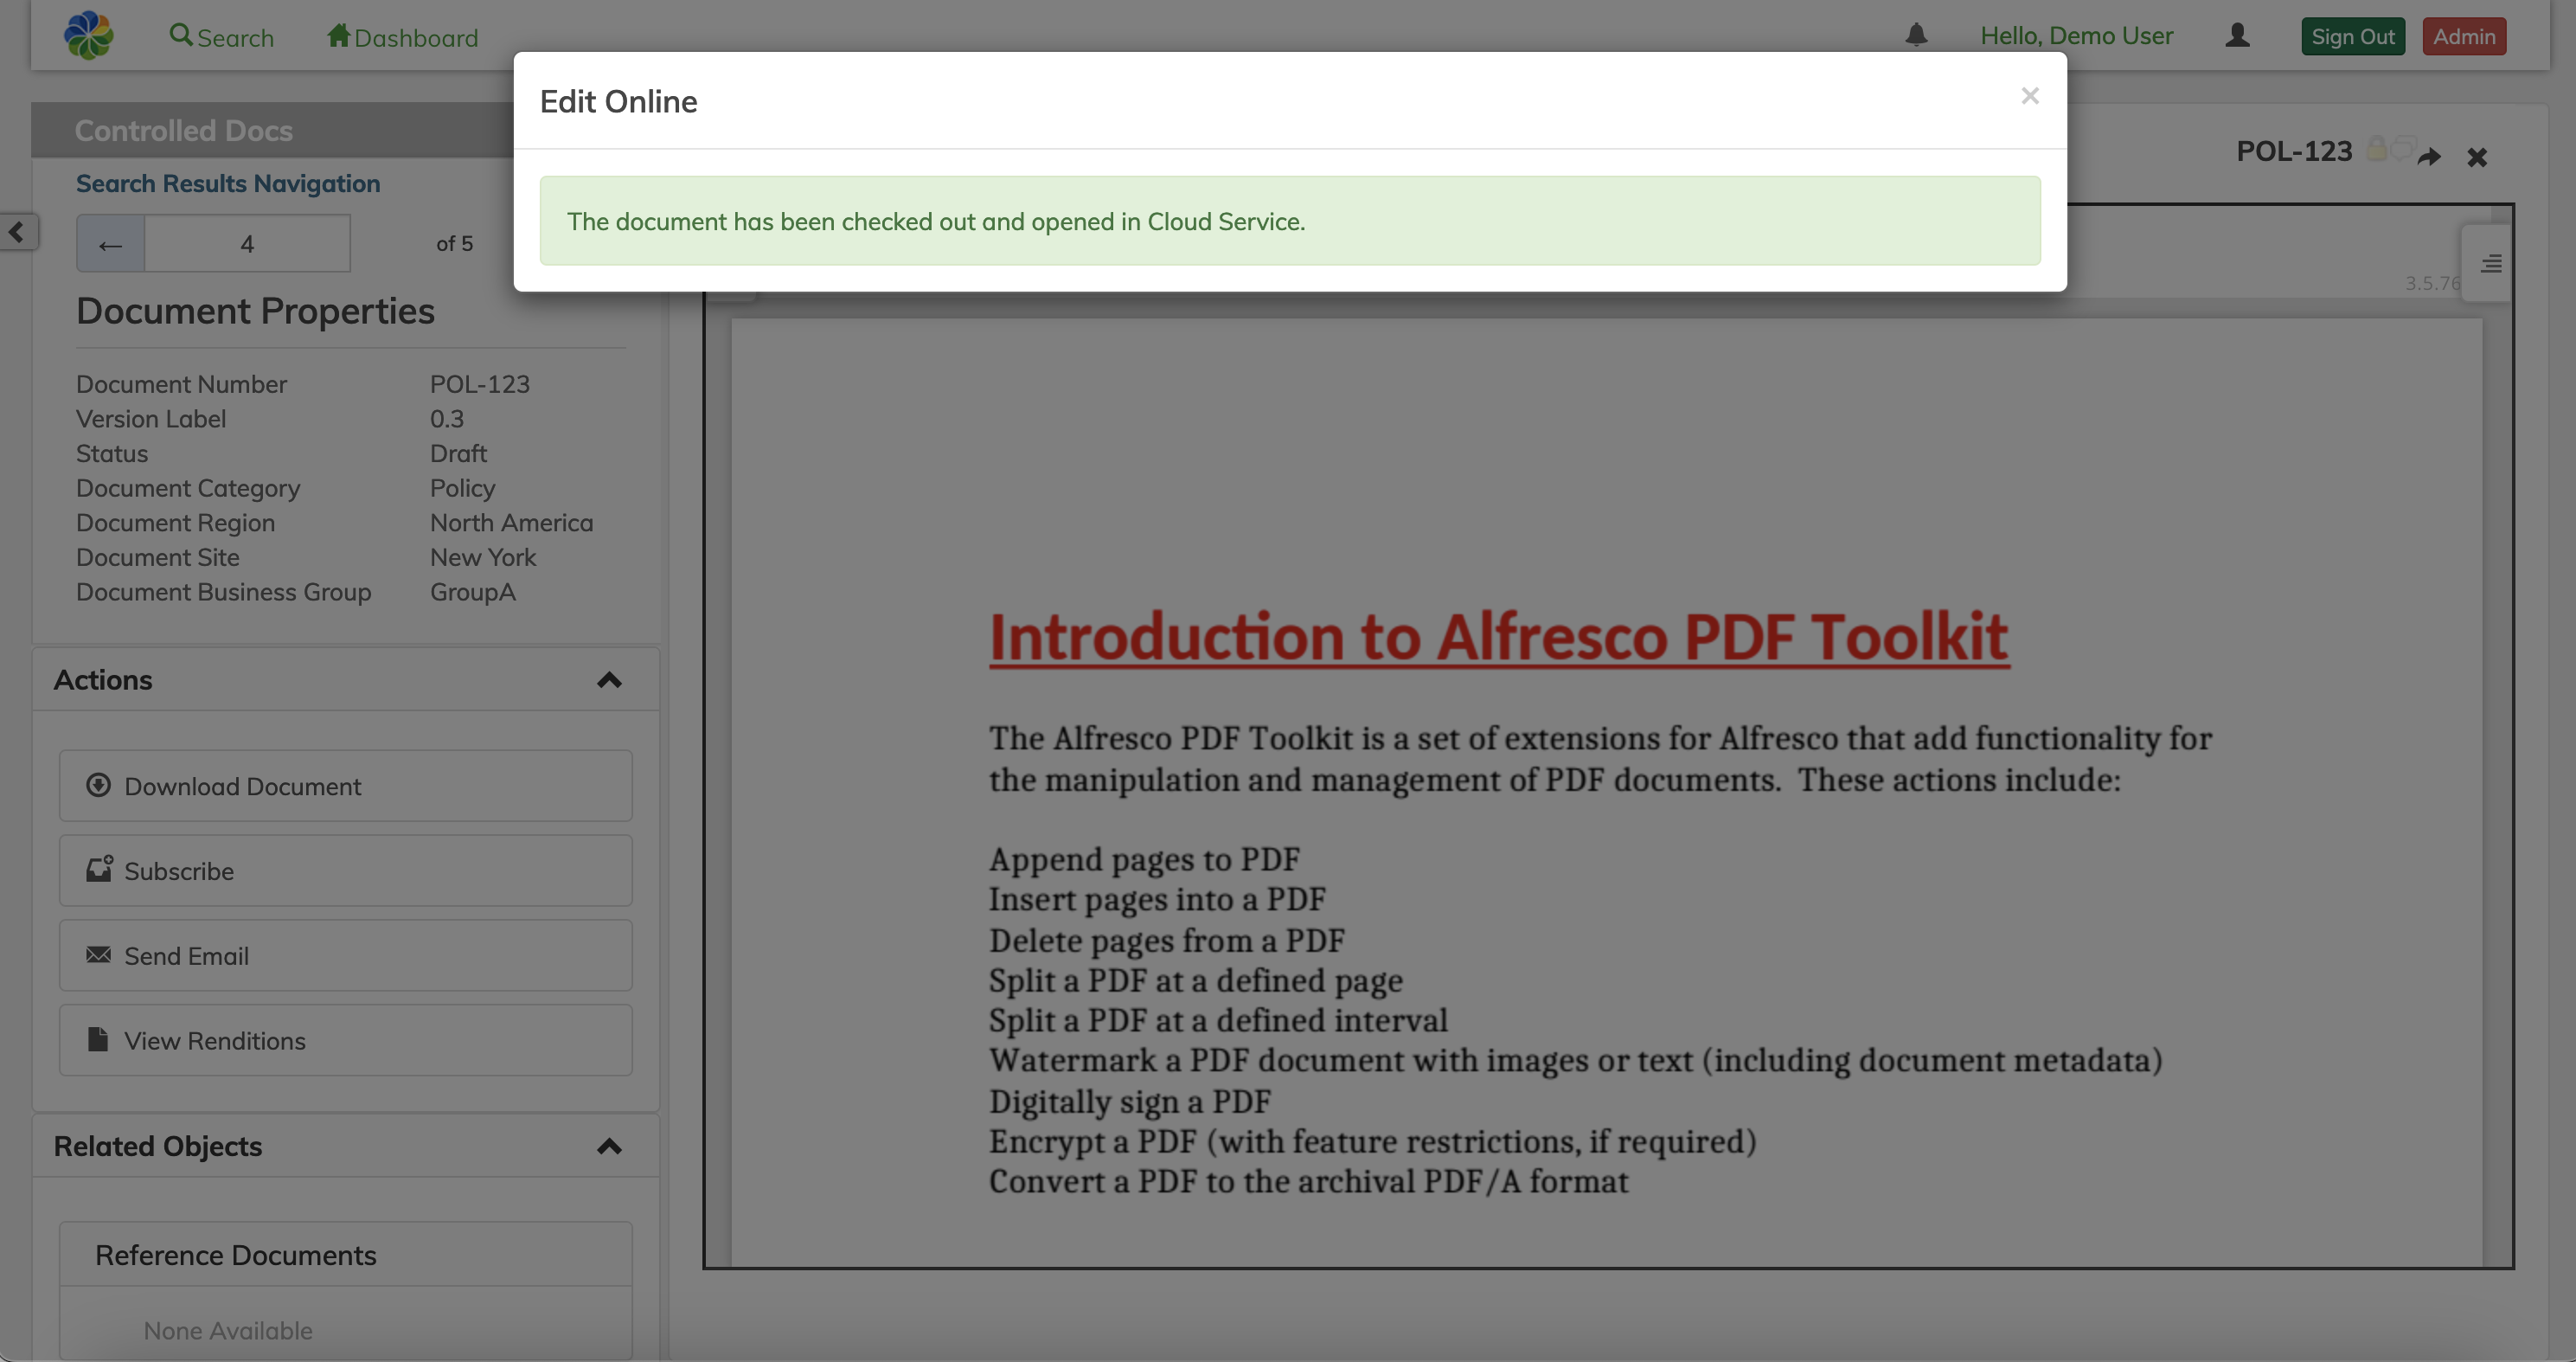 Search
Dashboard
Hello, Demo User
Sign Out
Admin
Edit Online
×
The document has been checked out and opened in Cloud Service.
Controlled Docs
Search Results Navigation
←
4
of 5
Document Properties
Document Number POL-123
Version Label 0.3
Status Draft
Document Category Policy
Document Region North America
Document Site New York
Document Business Group GroupA
Actions
Download Document
Subscribe
Send Email
View Renditions
Related Objects
Reference Documents
None Available
POL-123
3.5.76
Introduction to Alfresco PDF Toolkit
The Alfresco PDF Toolkit is a set of extensions for Alfresco that add functionality for
the manipulation and management of PDF documents.  These actions include:
Append pages to PDF
Insert pages into a PDF
Delete pages from a PDF
Split a PDF at a defined page
Split a PDF at a defined interval
Watermark a PDF document with images or text (including document metadata)
Digitally sign a PDF
Encrypt a PDF (with feature restrictions, if required)
Convert a PDF to the archival PDF/A format